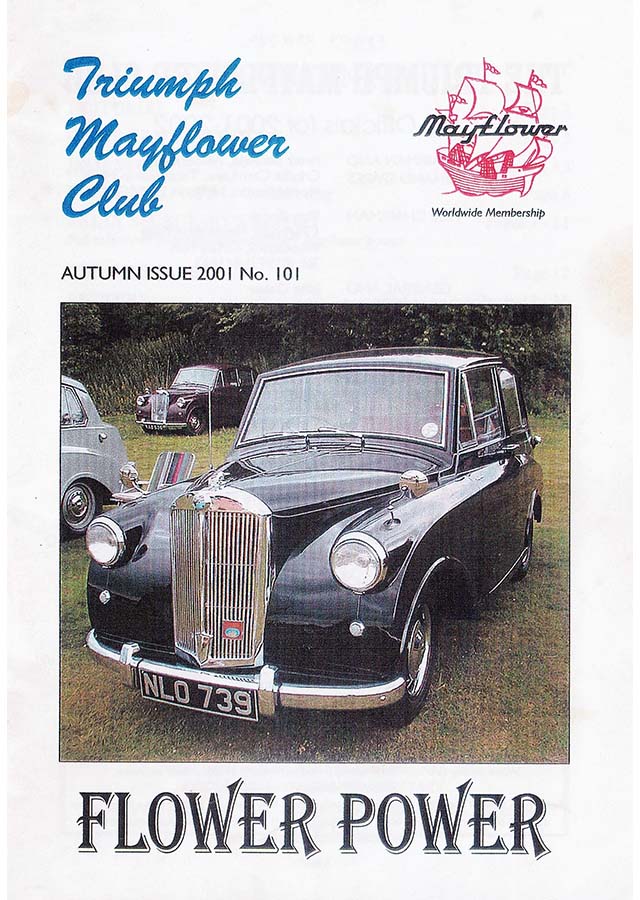 Triumph
Mayflower
Club
Mayflower
Worldwide Membership
AUTUMN ISSUE 2001 No. 101
NLO 739
FLOWER POWER